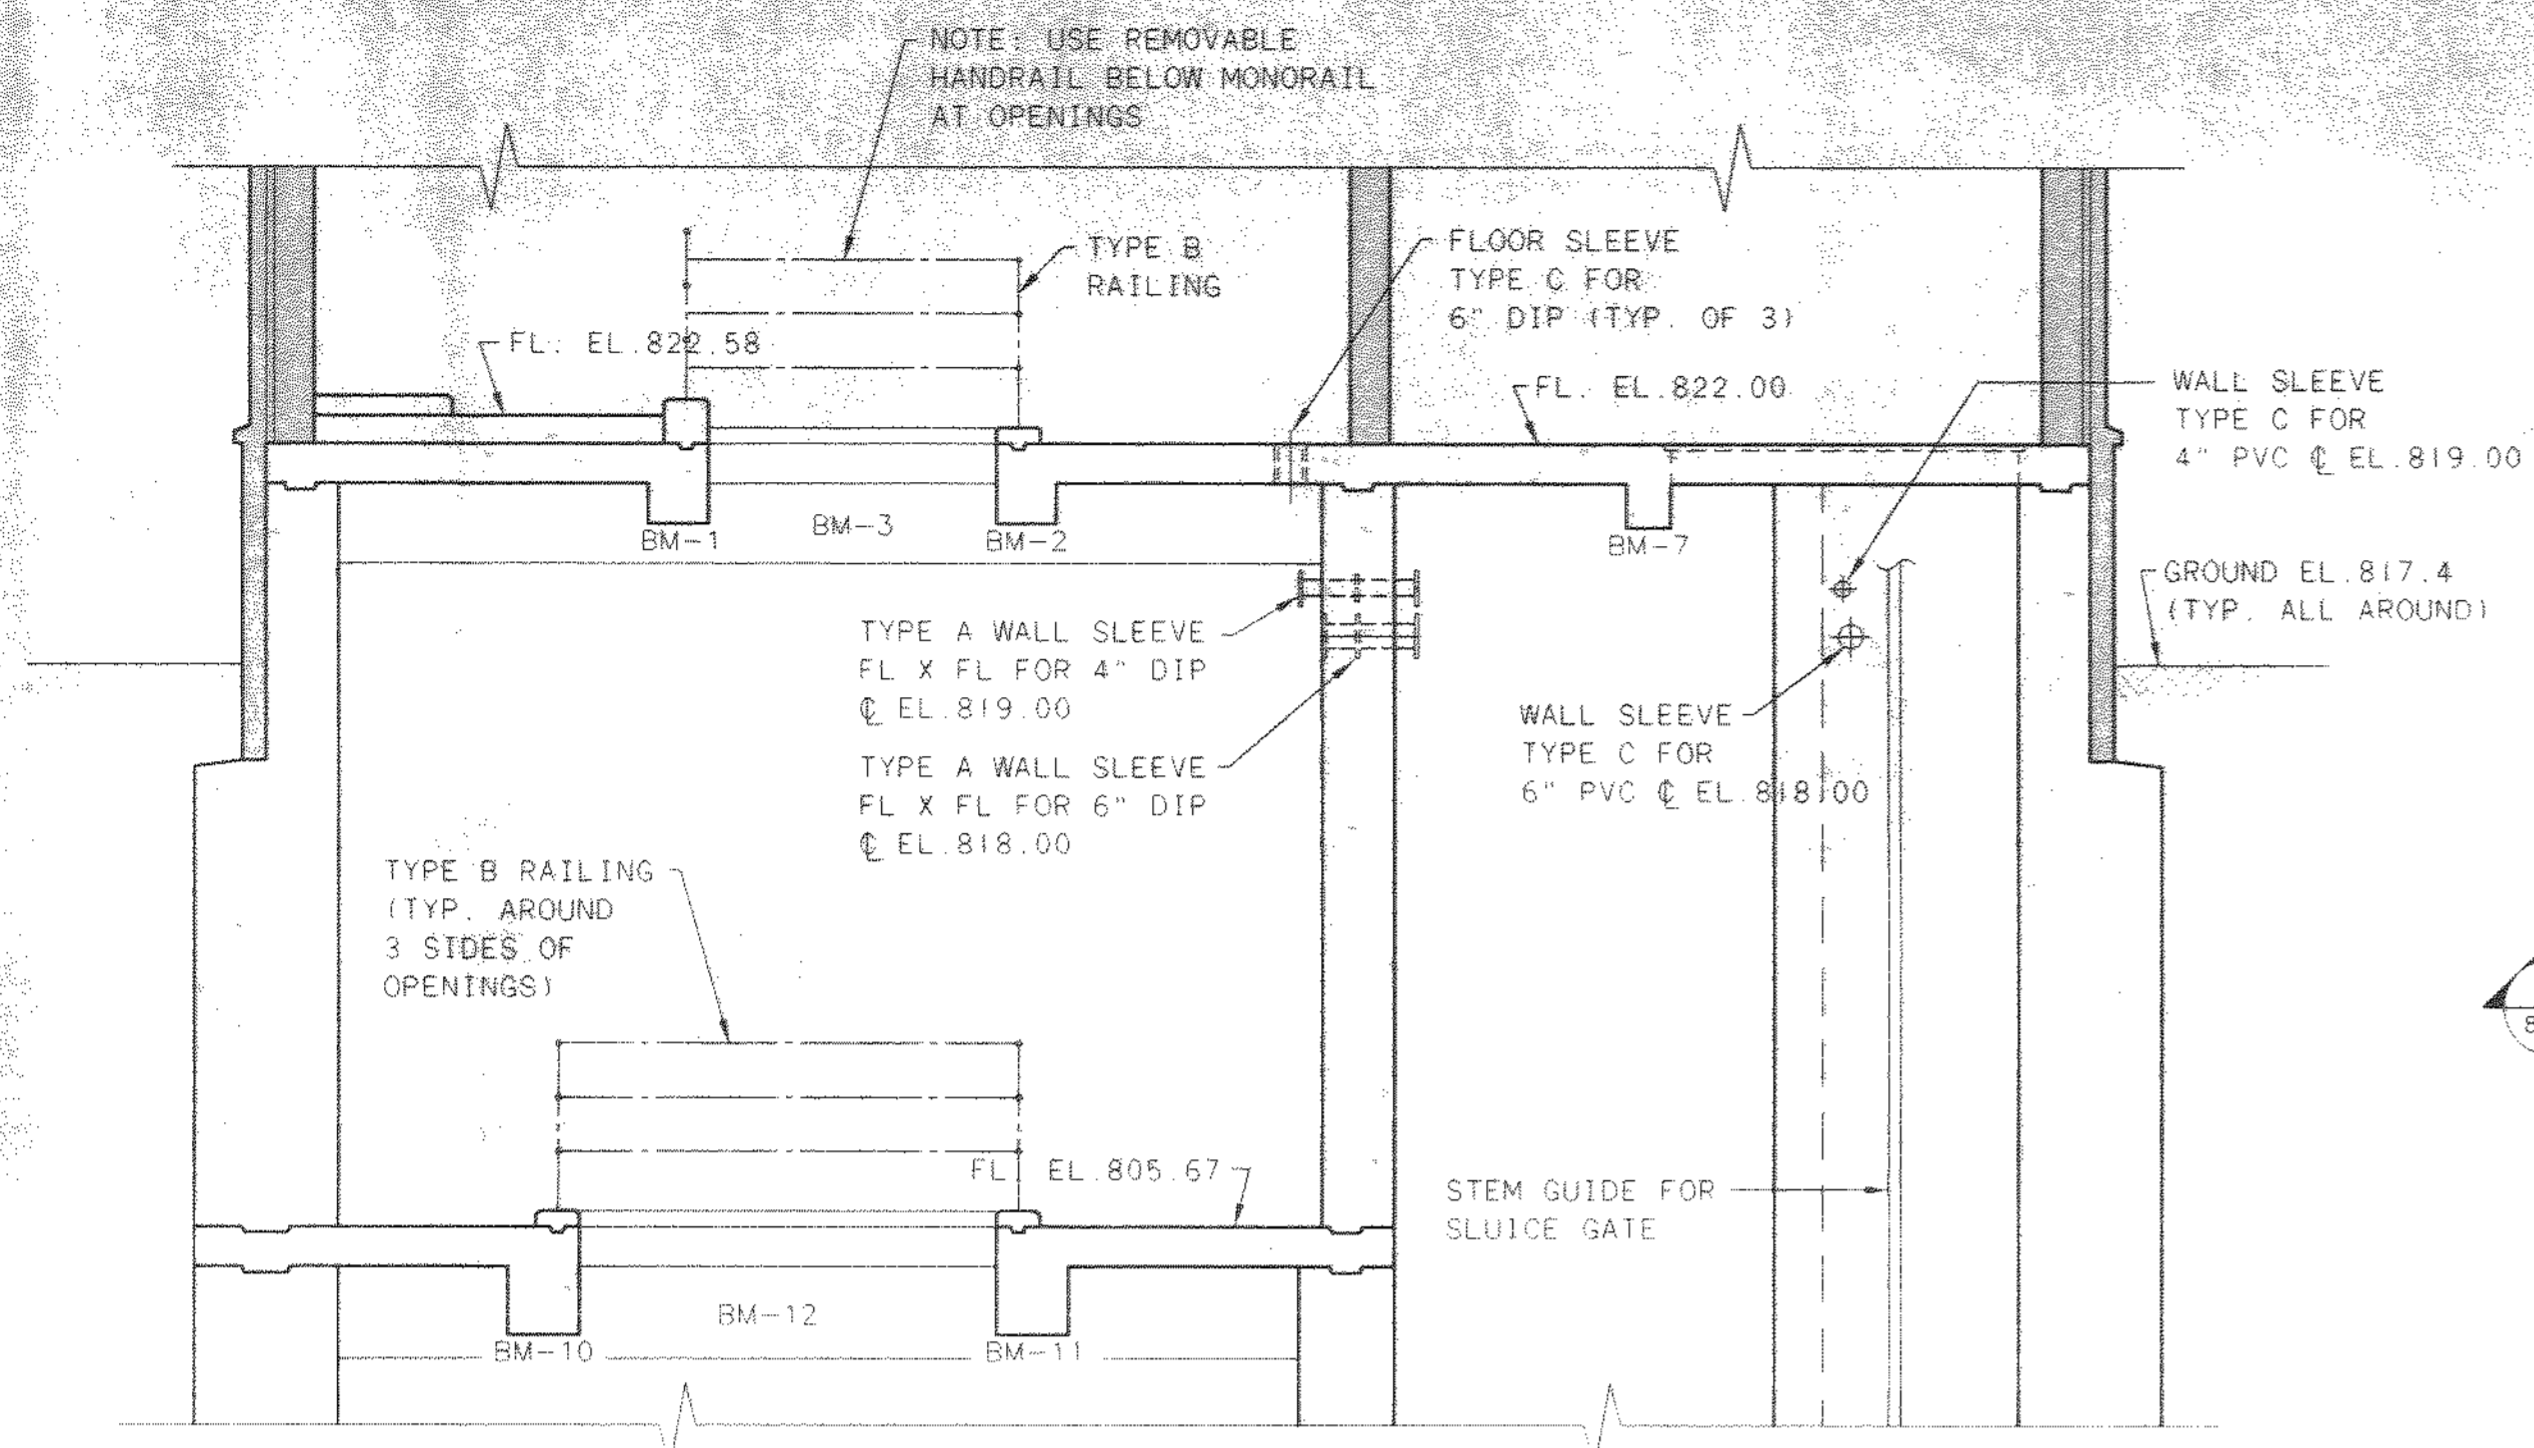 NOTE: USE REMOVABLE
HANDRAIL BELOW MONORAIL
AT OPENINGS
TYPE B
RAILING
FLOOR SLEEVE
TYPE C FOR
6" DIP (TYP. OF 3)
FL. EL.822.58
FL. EL.822.00
WALL SLEEVE
TYPE C FOR
4" PVC ℄ EL.819.00
BM-1
BM-3
BM-2
BM-7
GROUND EL.817.4
(TYP. ALL AROUND)
TYPE A WALL SLEEVE
FL X FL FOR 4" DIP
℄ EL.819.00
WALL SLEEVE
TYPE C FOR
6" PVC ℄ EL.818.00
TYPE A WALL SLEEVE
FL X FL FOR 6" DIP
℄ EL.818.00
TYPE B RAILING
(TYP. AROUND
3 SIDES OF
OPENINGS)
FL. EL.805.67
STEM GUIDE FOR
SLUICE GATE
BM-12
BM-10
BM-11